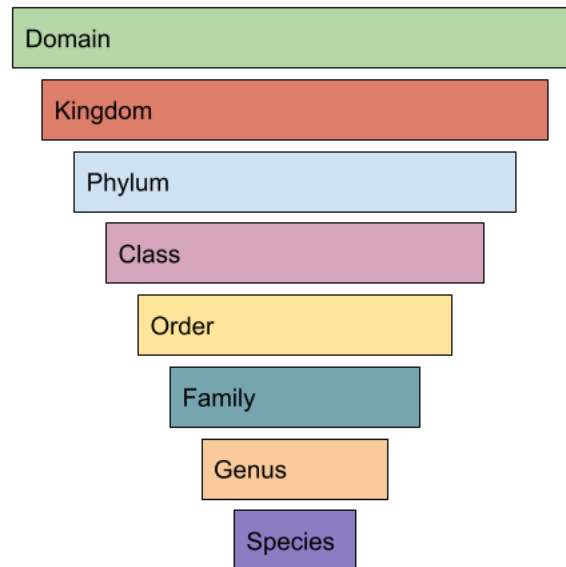 Domain
Kingdom
Phylum
Class
Order
Family
Genus
Species